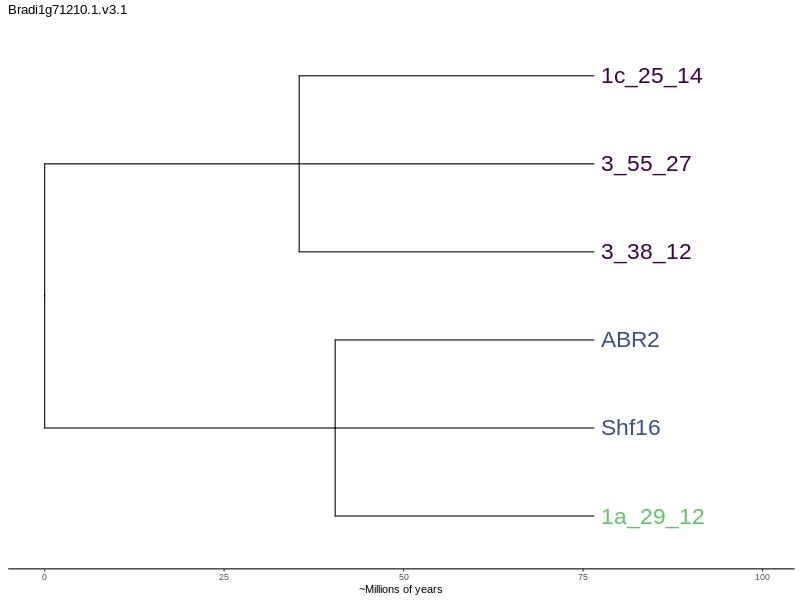 Bradi1g71210.1.v3.1
1c_25_14
3_55_27
3_38_12
ABR2
Shf16
1a_29_12
0 25 50 75 100
~Millions of years